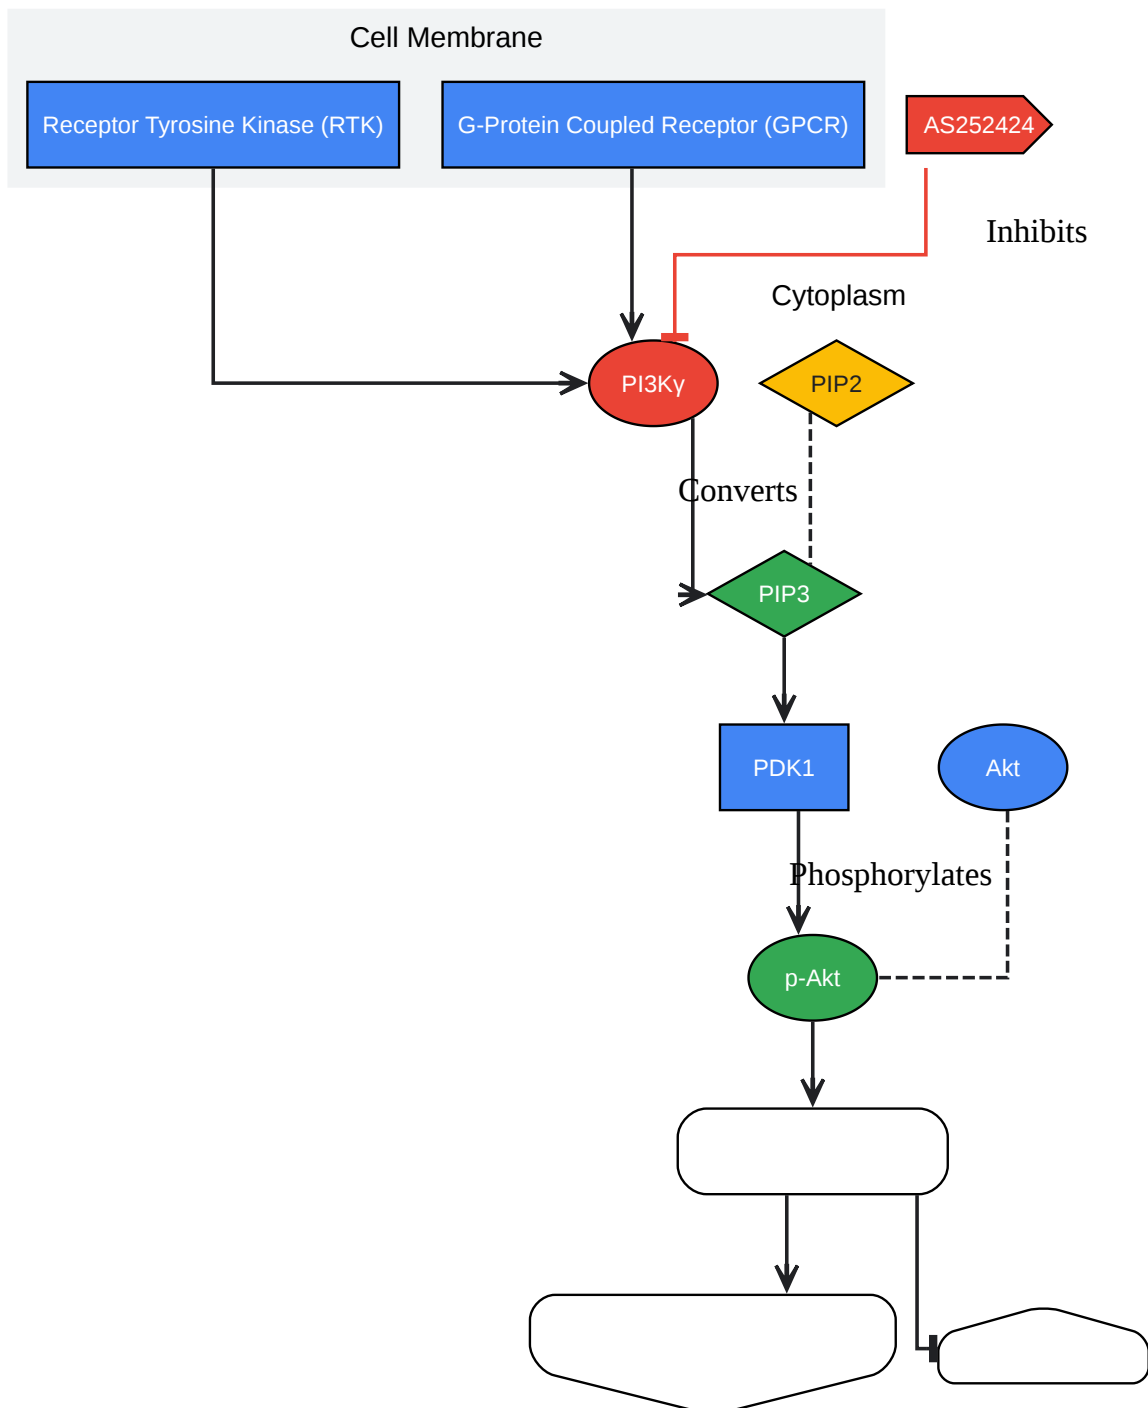 Cell Membrane
Receptor Tyrosine Kinase (RTK)
G-Protein Coupled Receptor (GPCR)
AS252424
Inhibits
Cytoplasm
PI3Kγ
PIP2
Converts
PIP3
PDK1
Akt
Phosphorylates
p-Akt